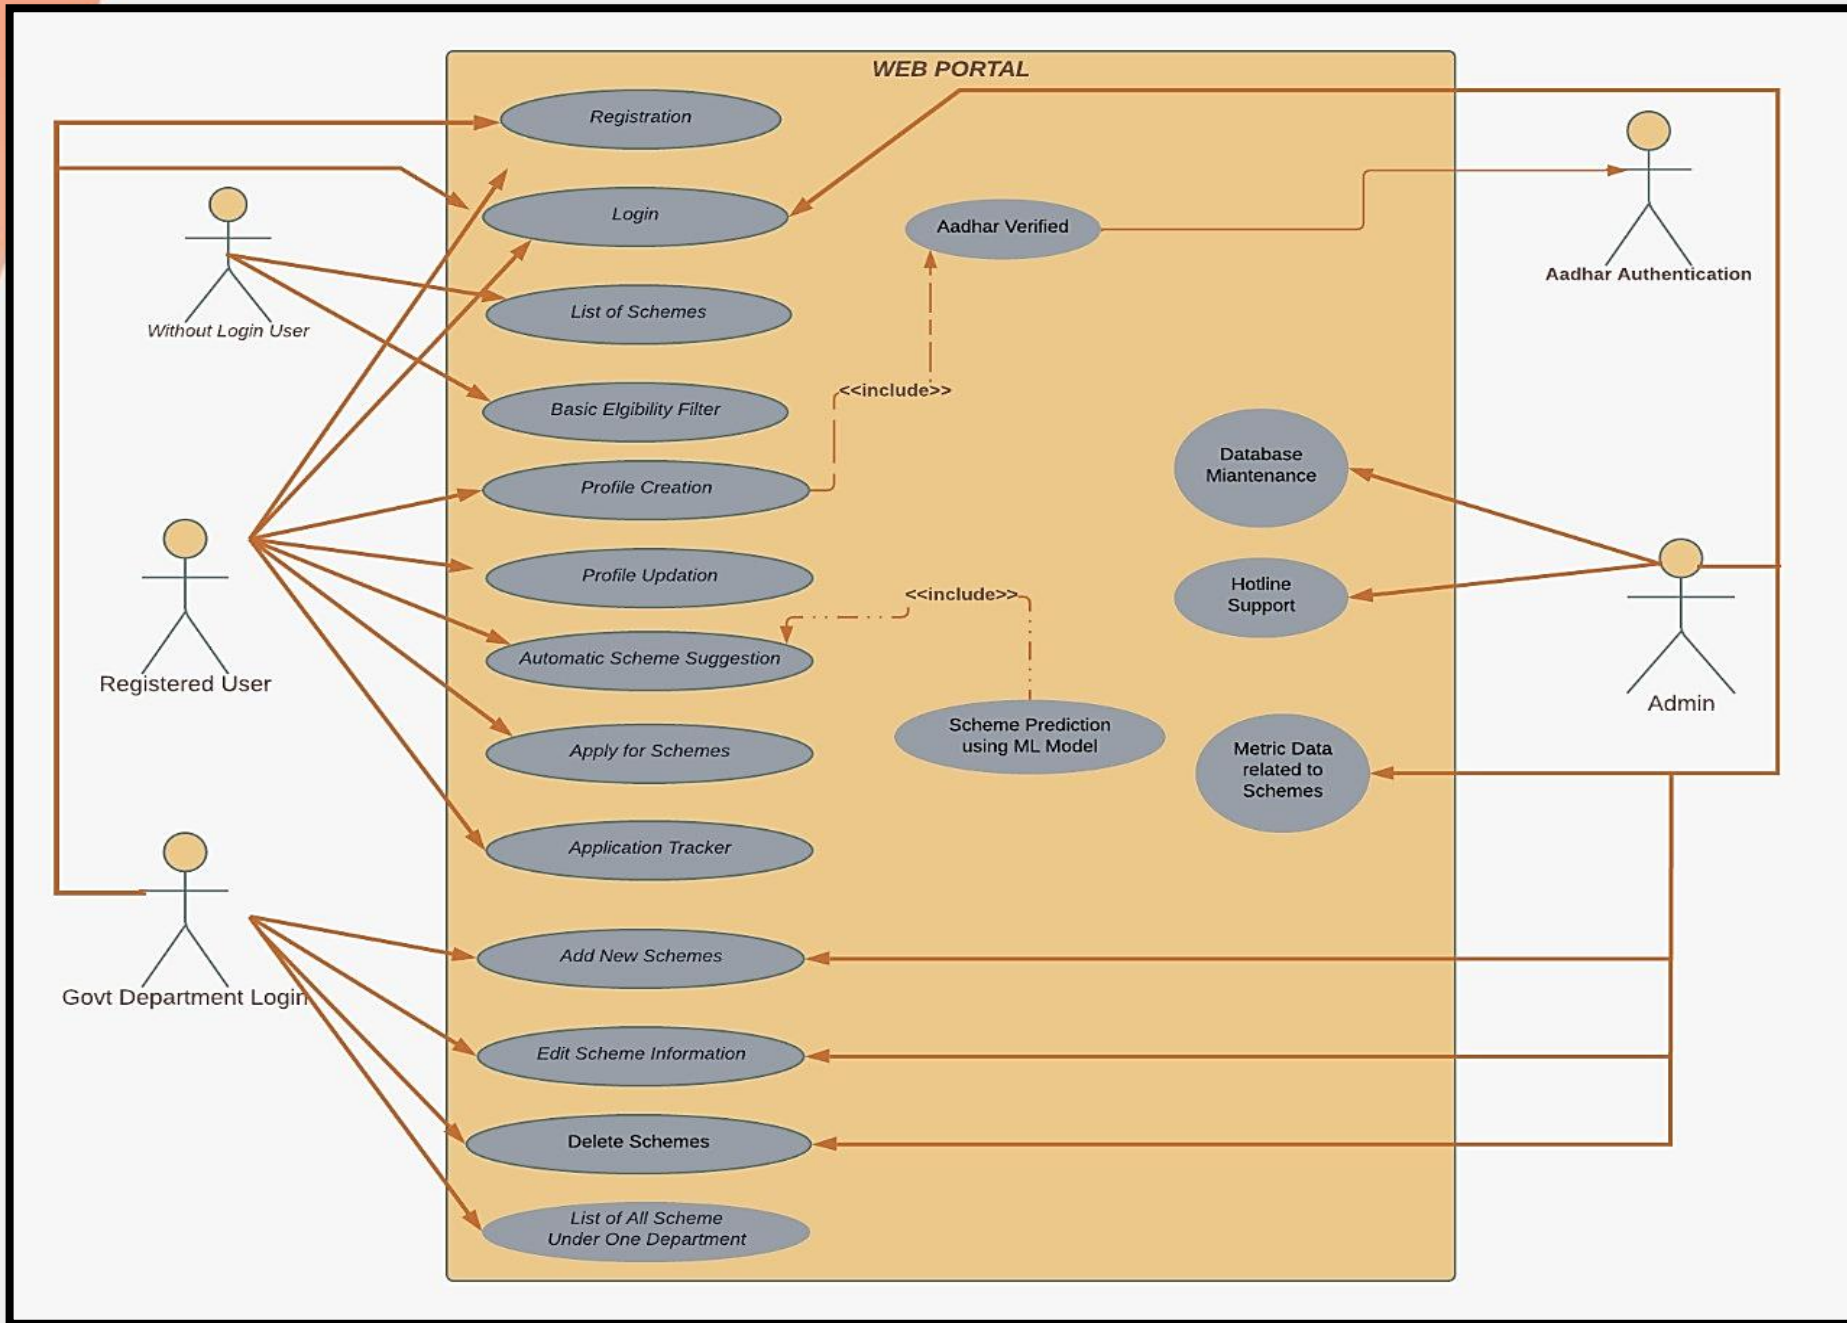 WEB PORTAL
Registration
Login
Aadhar Verified
Aadhar Authentication
List of Schemes
Without Login User
<<include>>
Basic Elgibility Filter
Database
Miantenance
Profile Creation
Profile Updation
Hotline
Support
<<include>>
Automatic Scheme Suggestion
Registered User
Admin
Scheme Prediction
using ML Model
Apply for Schemes
Metric Data
related to
Schemes
Application Tracker
Add New Schemes
Govt Department Login
Edit Scheme Information
Delete Schemes
List of All Scheme
Under One Department